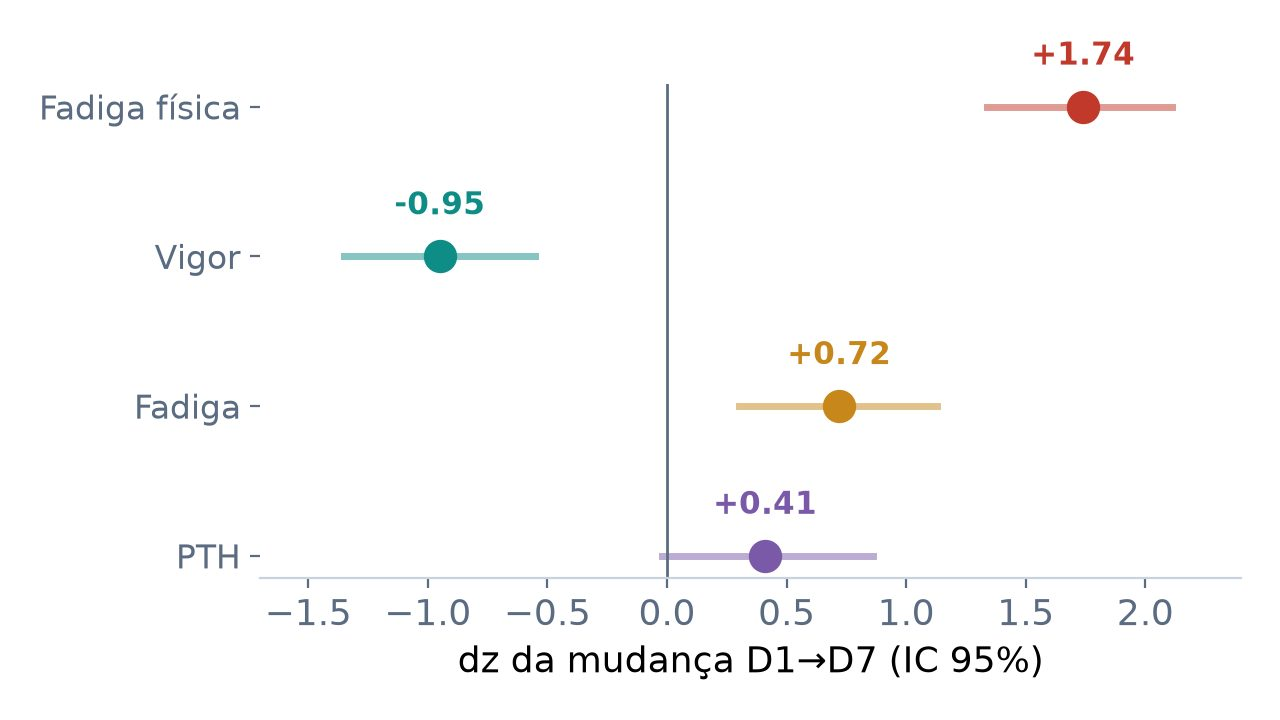 +1.74
Fadiga física
-0.95
Vigor
+0.72
Fadiga
+0.41
PTH
−1.5 −1.0 −0.5 0.0 0.5 1.0 1.5 2.0
dz da mudança D1→D7 (IC 95%)